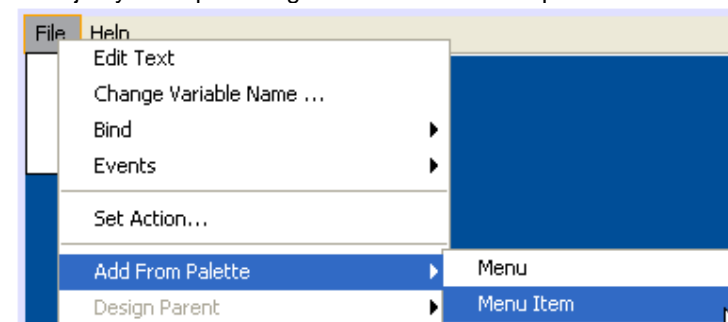 File Help
Edit Text
Change Variable Name ...
Bind
Events
Set Action...
Add From Palette
Menu
Design Parent
Menu Item